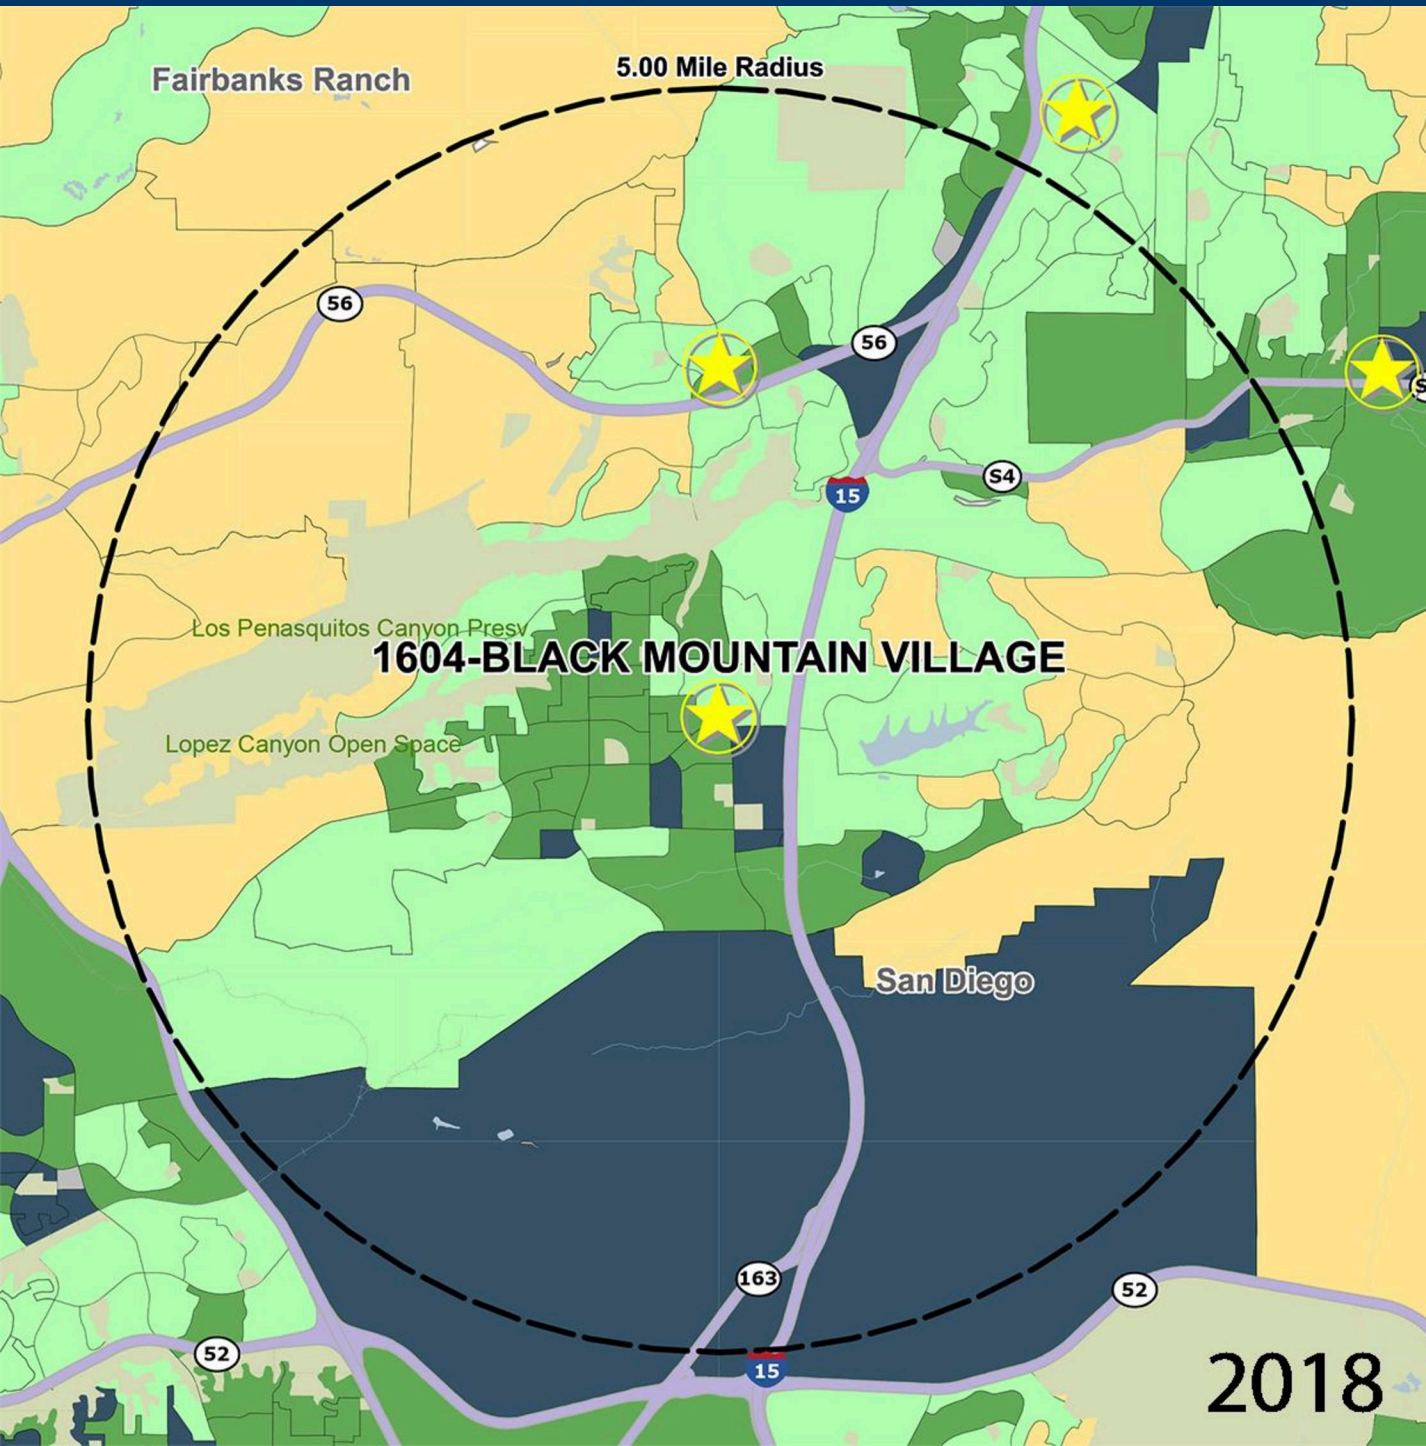 5.00 Mile Radius
Fairbanks Ranch
56
56
S4
15
Los Penasquitos Canyon Presv
1604-BLACK MOUNTAIN VILLAGE
Lopez Canyon Open Space
San Diego
163
52
52
15
2018